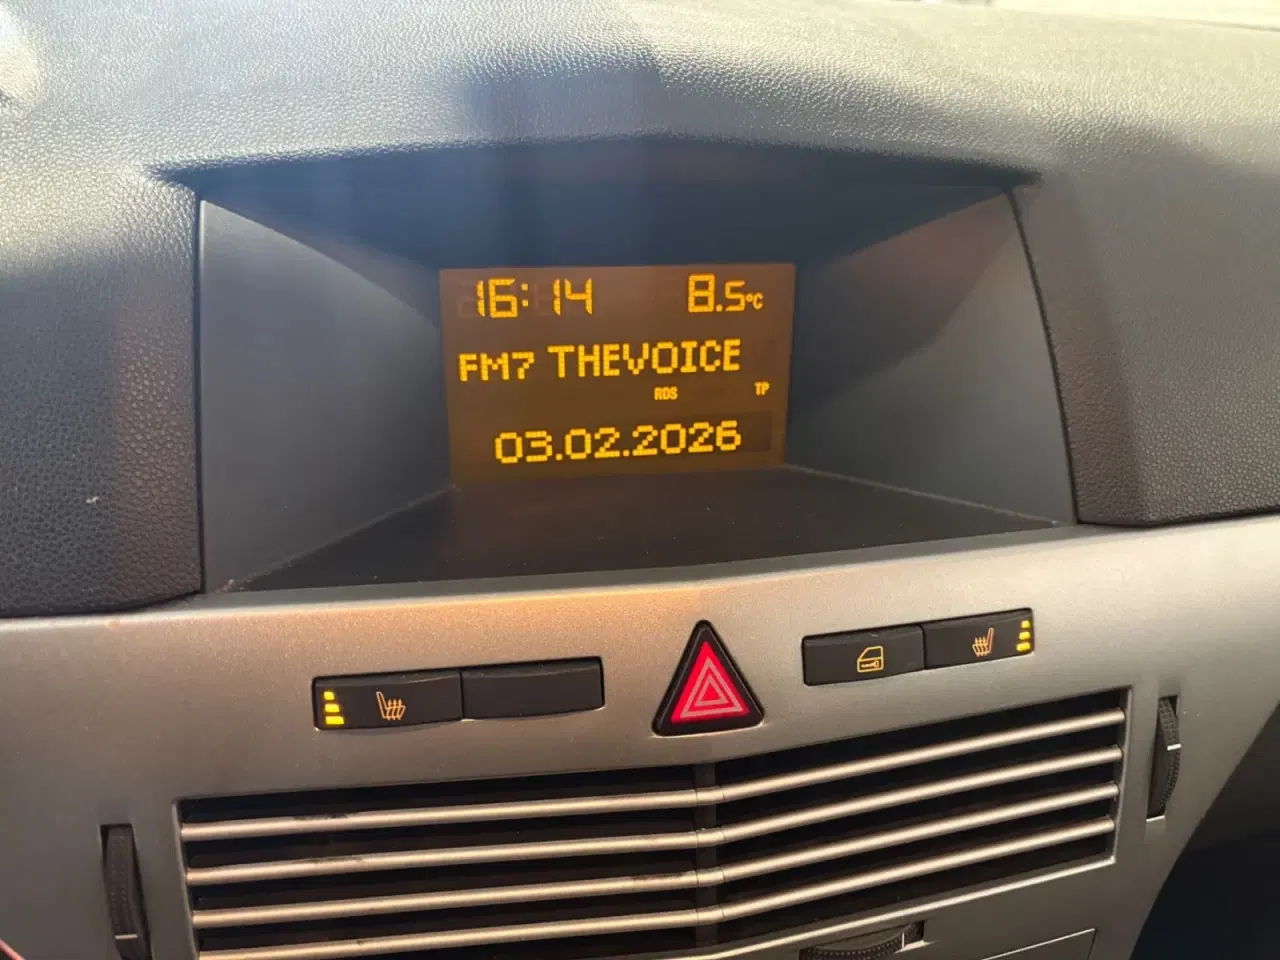 16:14 8.5°C
FM7 THEVOICE
RDS TP
03.02.2026